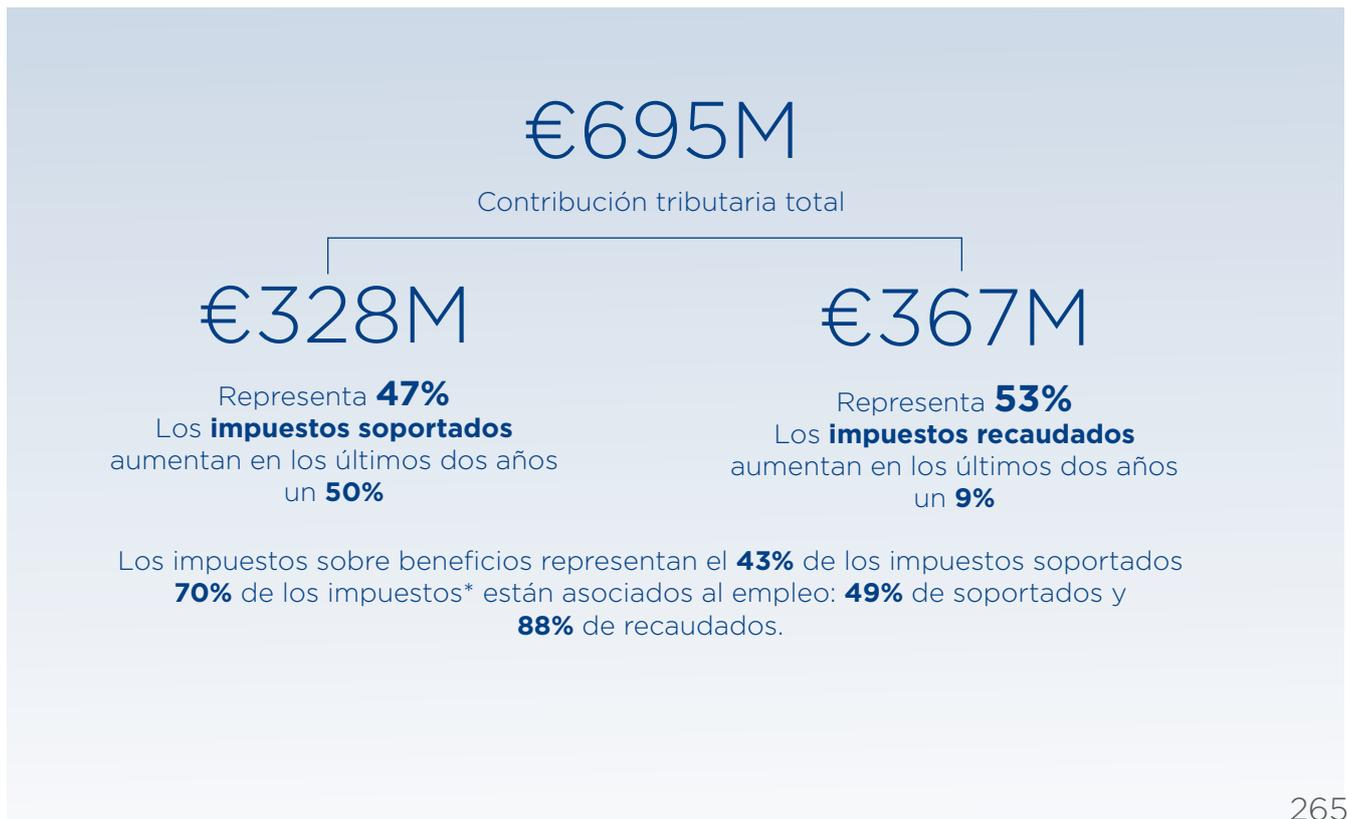 €695M
Contribución tributaria total
€328M
Representa 47%
Los impuestos soportados
aumentan en los últimos dos años
un 50%
€367M
Representa 53%
Los impuestos recaudados
aumentan en los últimos dos años
un 9%
Los impuestos sobre beneficios representan el 43% de los impuestos soportados
70% de los impuestos* están asociados al empleo: 49% de soportados y
88% de recaudados.
265